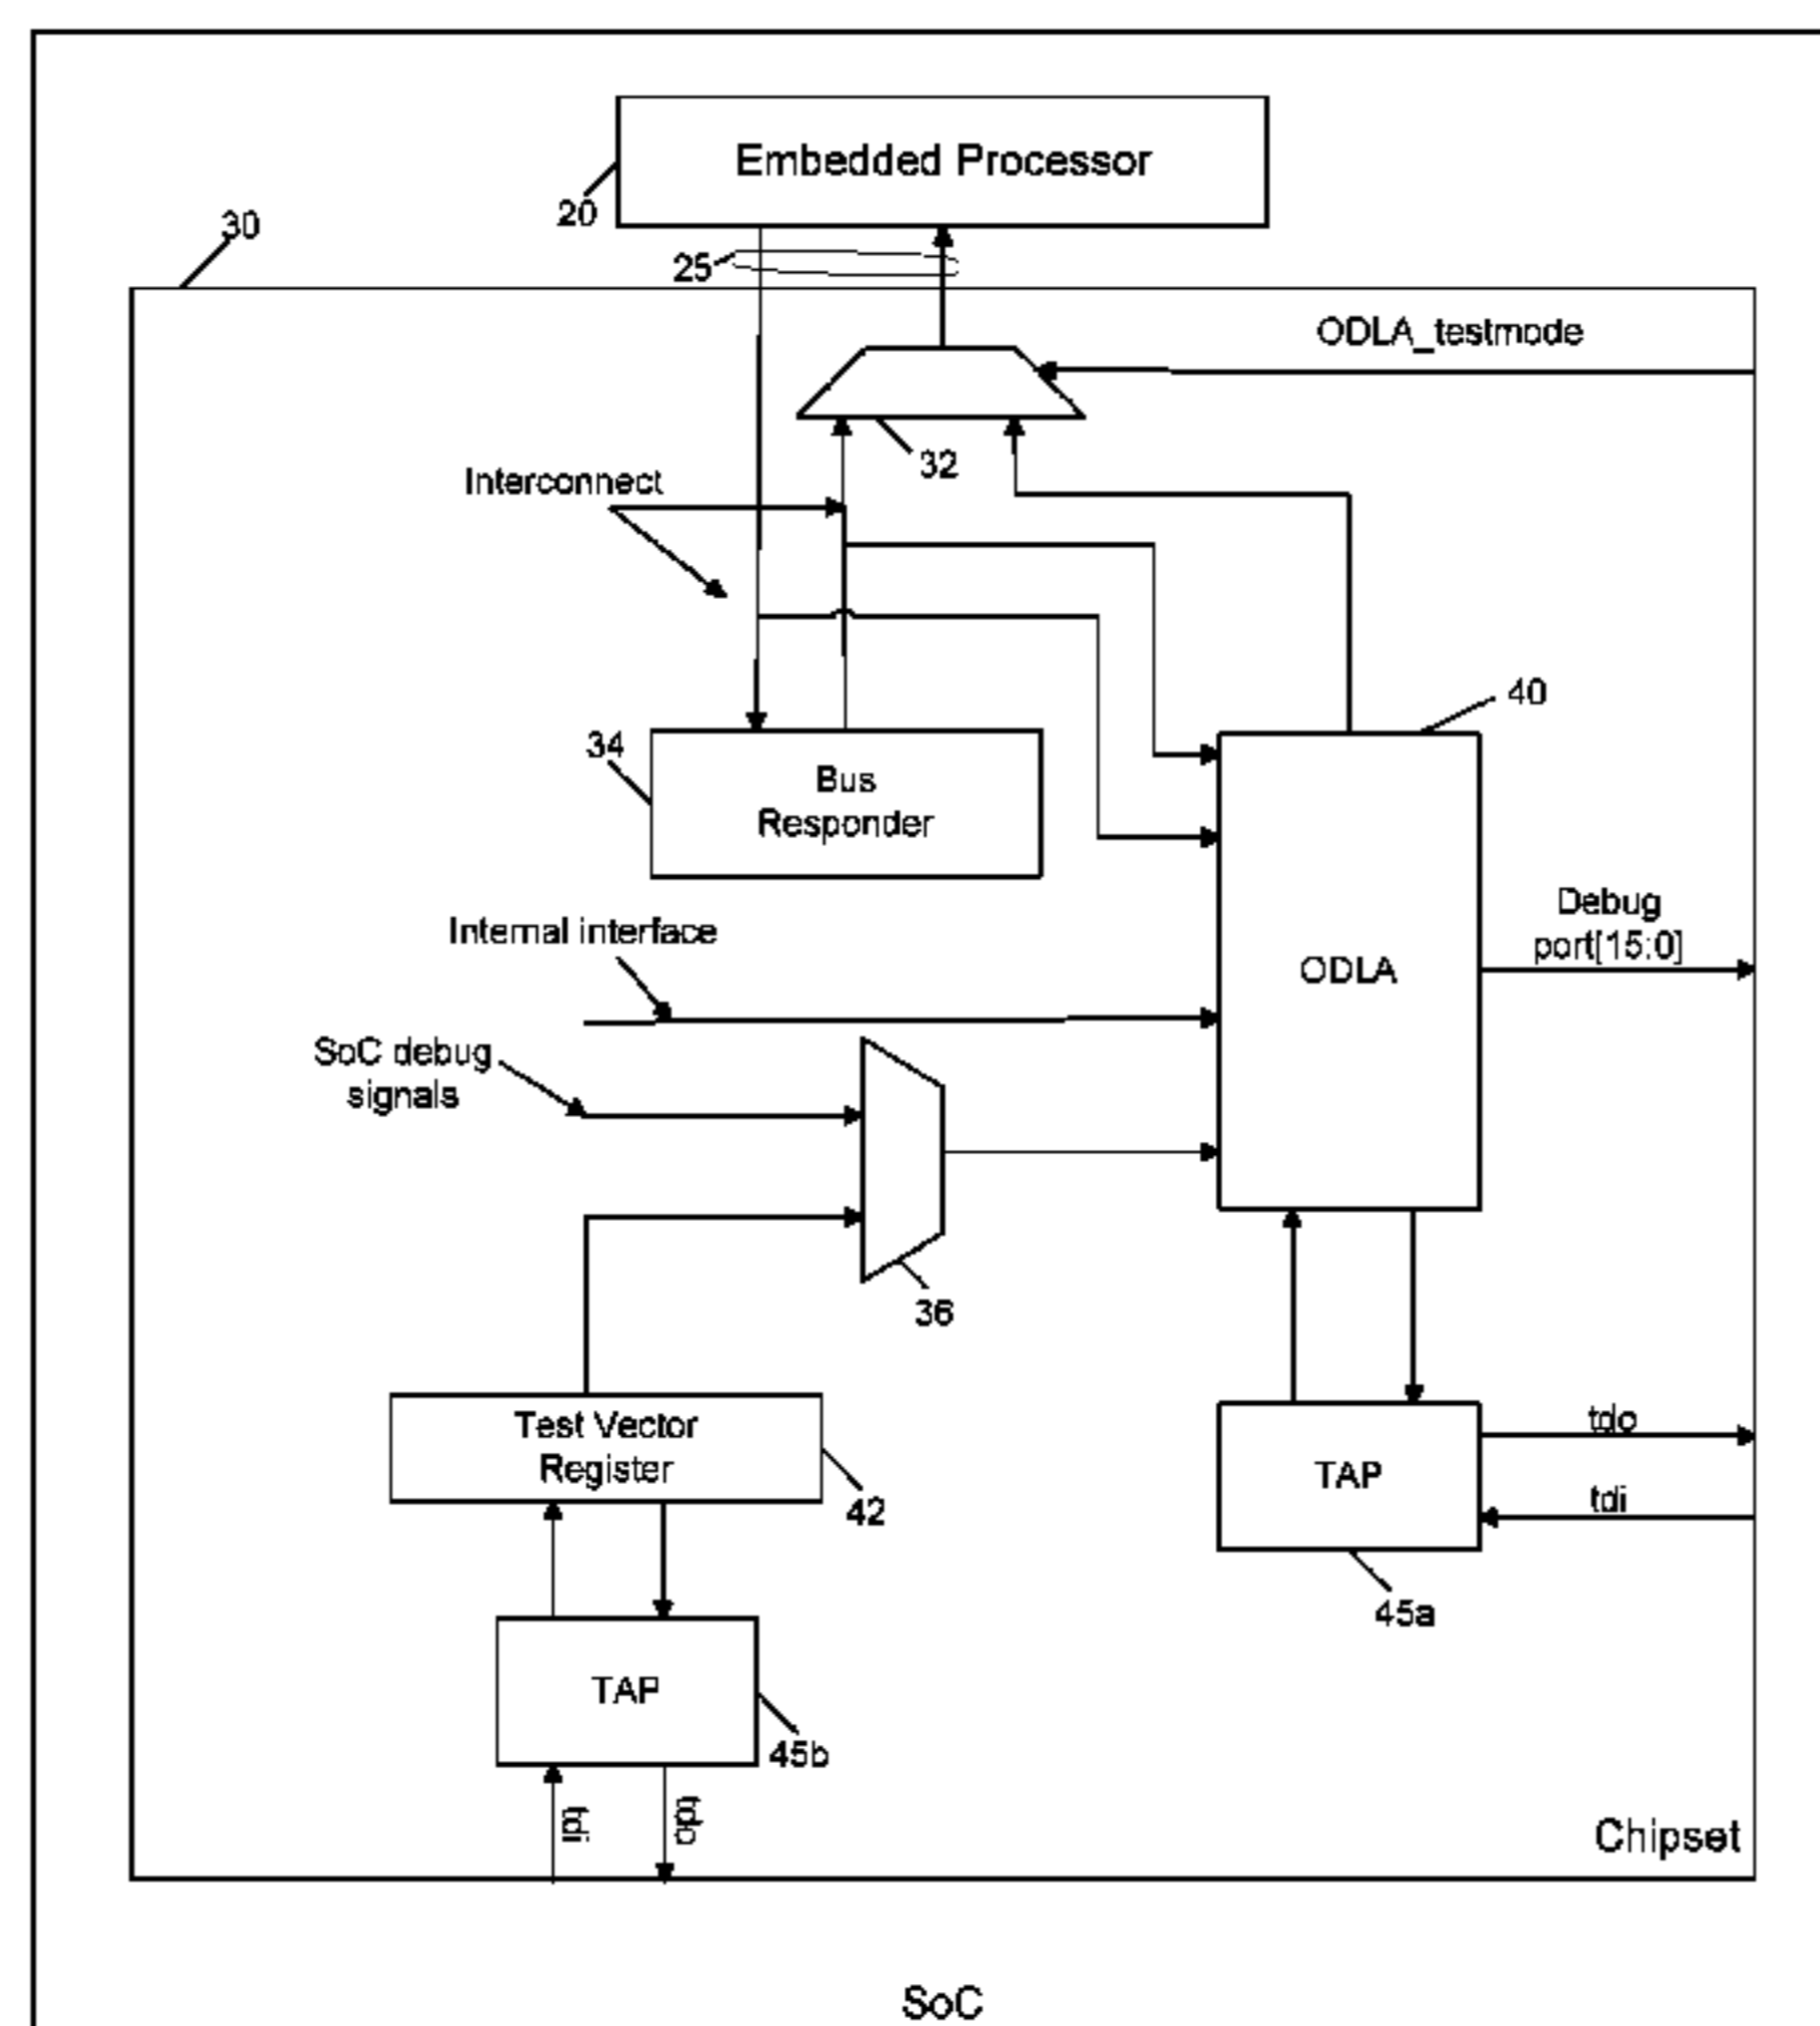 Embedded Processor
20
30
25
ODLA_testmode
32
Interconnect
40
34
Bus
Responder
Debug
port[15:0]
Internal interface
ODLA
SoC debug
signals
36
Test Vector
Register
42
tdo
TAP
tdi
45a
TAP
45b
tdi
tdo
Chipset
SoC